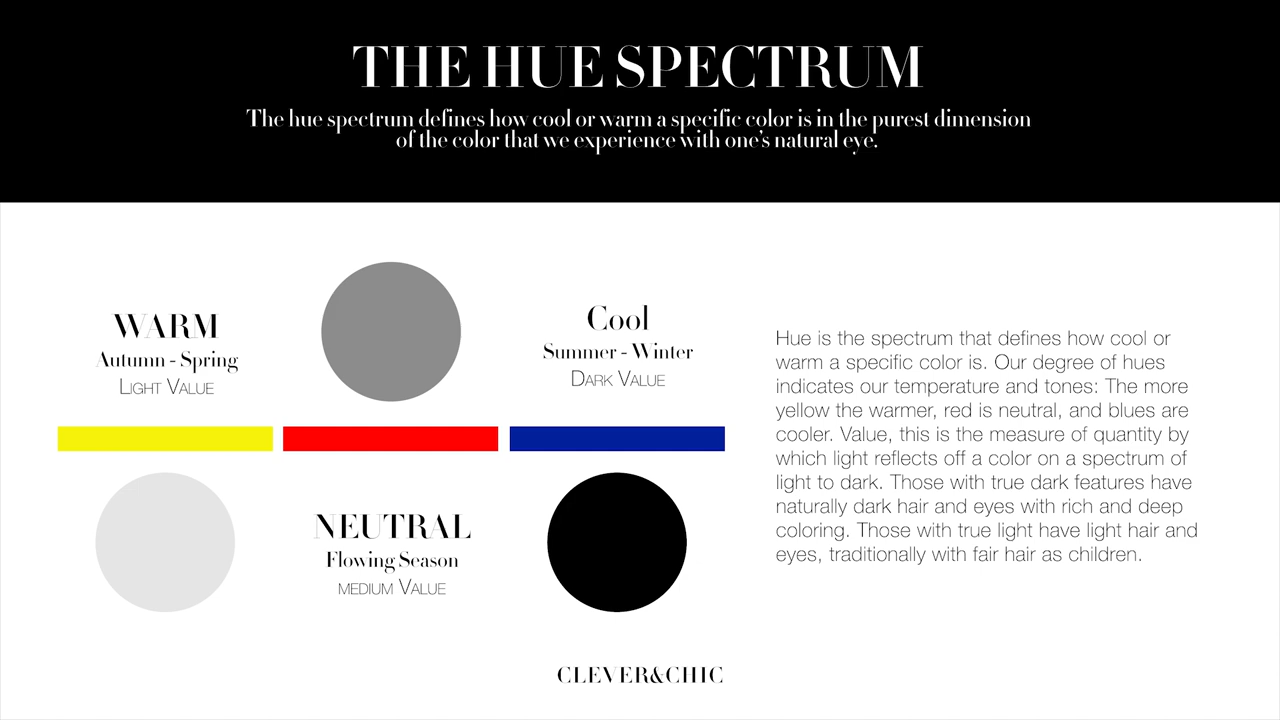 THE HUE SPECTRUM
The hue spectrum defines how cool or warm a specific color is in the purest dimension
of the color that we experience with one's natural eye.
WARM
Autumn - Spring
LIGHT VALUE
Cool
Summer - Winter
DARK VALUE
NEUTRAL
Flowing Season
MEDIUM VALUE
Hue is the spectrum that defines how cool or
warm a specific color is. Our degree of hues
indicates our temperature and tones: The more
yellow the warmer, red is neutral, and blues are
cooler. Value, this is the measure of quantity by
which light reflects off a color on a spectrum of
light to dark. Those with true dark features have
naturally dark hair and eyes with rich and deep
coloring. Those with true light have light hair and
eyes, traditionally with fair hair as children.
CLEVER&CHIC